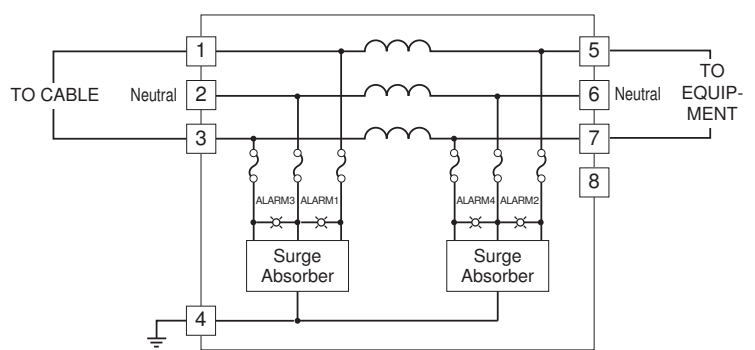 1
5
TO CABLE
Neutral
2
6
Neutral
TO
EQUIP-
MENT
3
7
8
ALARM3
ALARM1
ALARM4
ALARM2
Surge
Absorber
Surge
Absorber
4